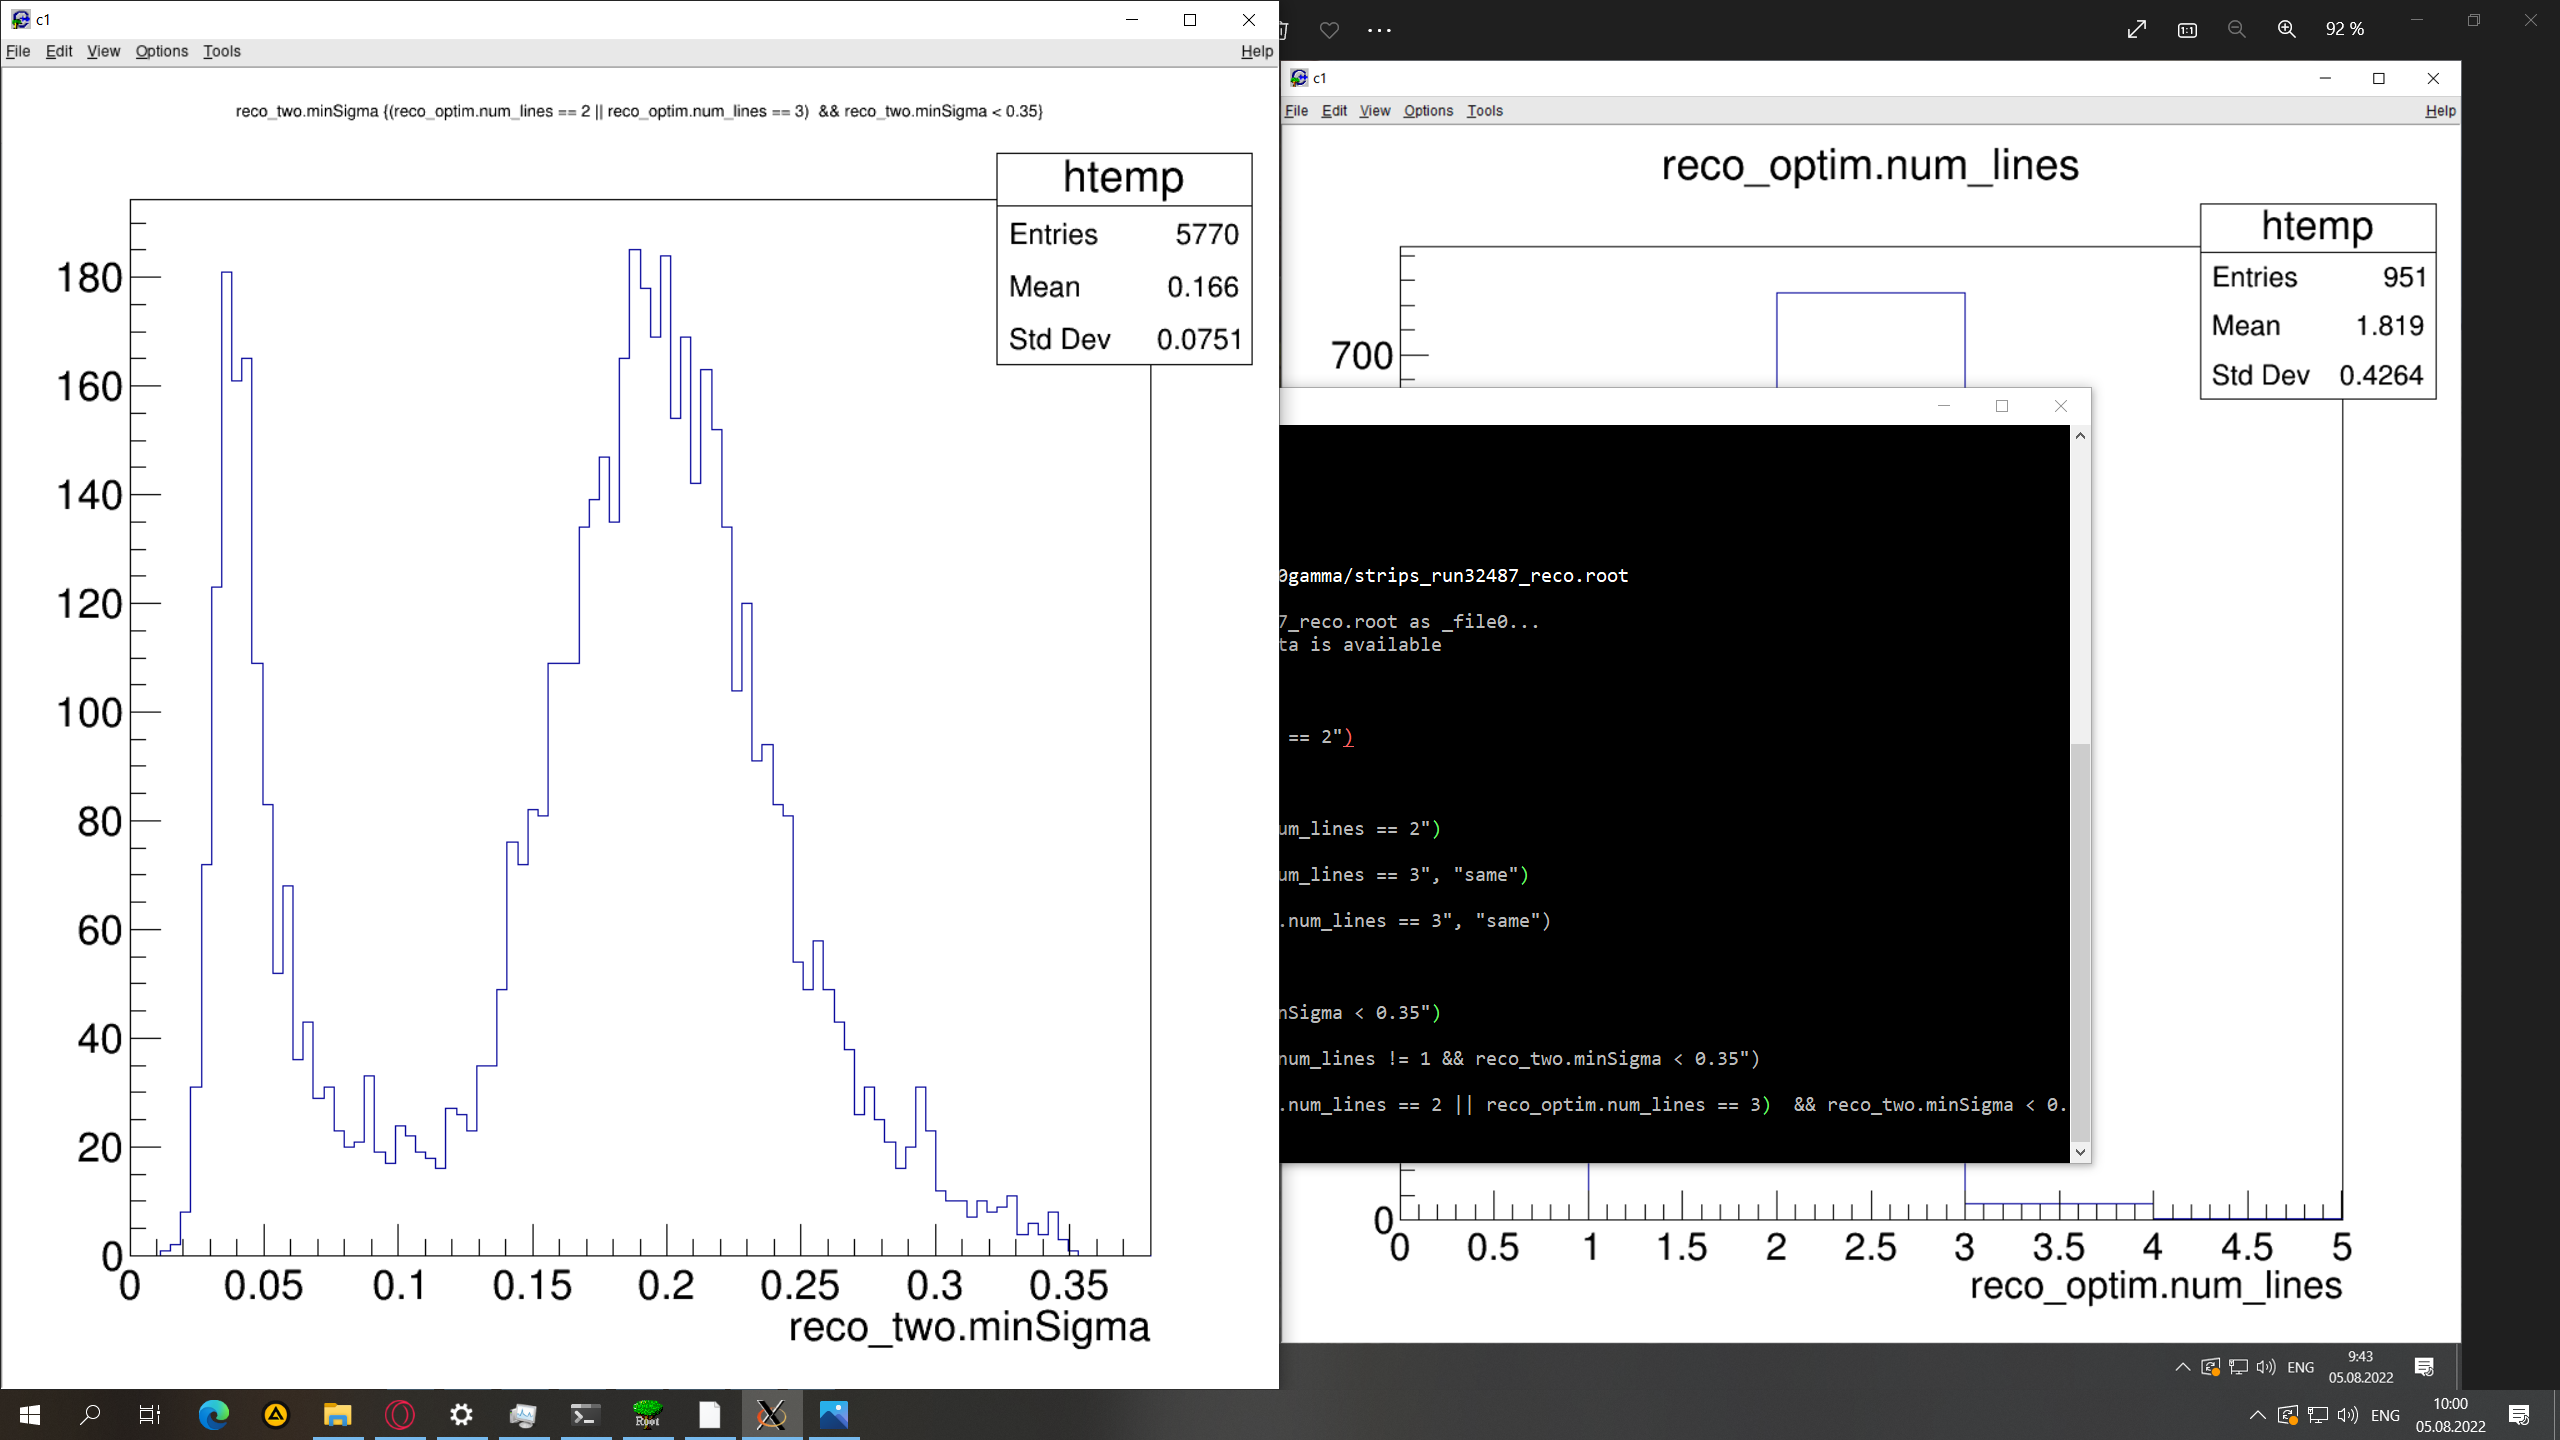 c1
File Edit View Options Tools Help
reco_two.minSigma {(reco_optim.num_lines == 2 || reco_optim.num_lines == 3)  && reco_two.minSigma < 0.35}
htemp
Entries 5770
Mean 0.166
Std Dev 0.0751
180
160
140
120
100
80
60
40
20
0
0 0.05 0.1 0.15 0.2 0.25 0.3 0.35
reco_two.minSigma
92 %
c1
File Edit View Options Tools Help
reco_optim.num_lines
htemp
Entries 951
Mean 1.819
Std Dev 0.4264
700
0gamma/strips_run32487_reco.root
7_reco.root as _file0...
ta is available
== 2")
um_lines == 2")
um_lines == 3", "same")
.num_lines == 3", "same")
nSigma < 0.35")
num_lines != 1 && reco_two.minSigma < 0.35")
.num_lines == 2 || reco_optim.num_lines == 3)  && reco_two.minSigma < 0.
0
0 0.5 1 1.5 2 2.5 3 3.5 4 4.5 5
reco_optim.num_lines
ENG
9:43
05.08.2022
Root
ENG
10:00
05.08.2022